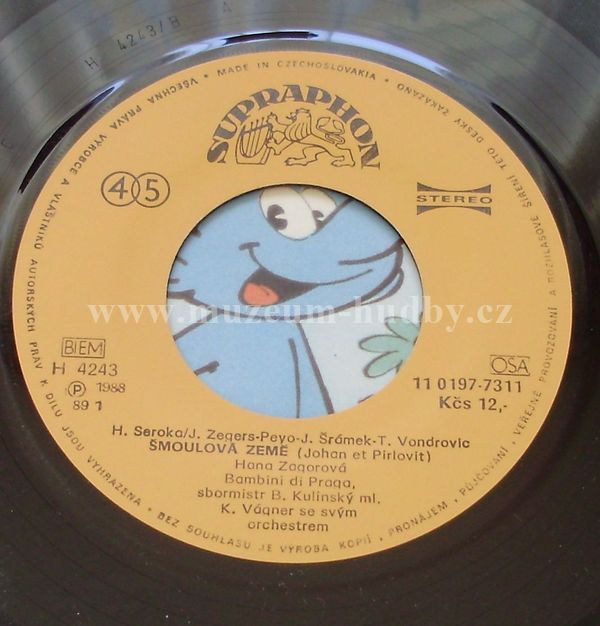 H 4243/B A
MADE IN CZECHOSLOVAKIA • VŠECHNA PRÁVA VÝROBCE A VLASTNÍKŮ AUTORSKÝCH PRÁV K DÍLU JSOU VYHRAZENA • BEZ SOUHLASU JE VÝROBA KOPIÍ, PRONÁJEM, PŮJČOVÁNÍ, VEŘEJNÉ PROVOZOVÁNÍ A ROZHLASOVÉ ŠÍŘENÍ TÉTO DESKY ZAKÁZÁNO
SUPRAPHON
45
STEREO
www.muzeum-hudby.cz
BIEM
OSA
H 4243
11 0197-7311
Ⓟ 1988
Kčs 12,-
89 1
H. Seroka/J. Zegers-Peyo-J. Šrámek-T. Vondrovic
ŠMOULOVÁ ZEMĚ (Johan et Pirlovit)
Hana Zagorová
Bambini di Praga,
sbormistr B. Kulínský ml.
K. Vágner se svým
orchestrem